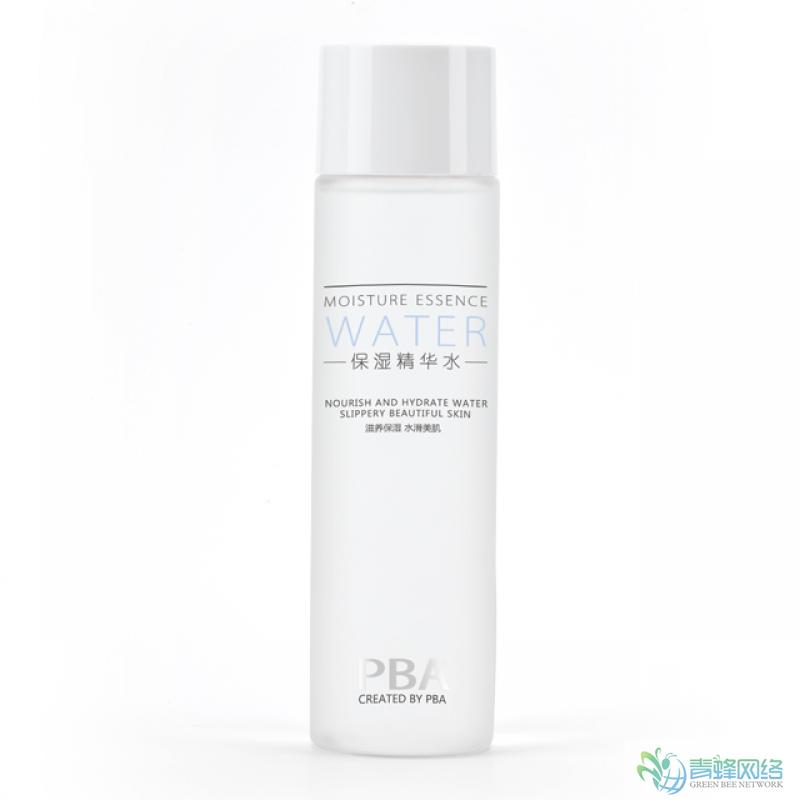 MOISTURE ESSENCE
WATER
保湿精华水
NOURISH AND HYDRATE WATER
SLIPPERY BEAUTIFUL SKIN
滋养保湿 水滑美肌
PBA
CREATED BY PBA
青蜂网络
GREEN BEE NETWORK